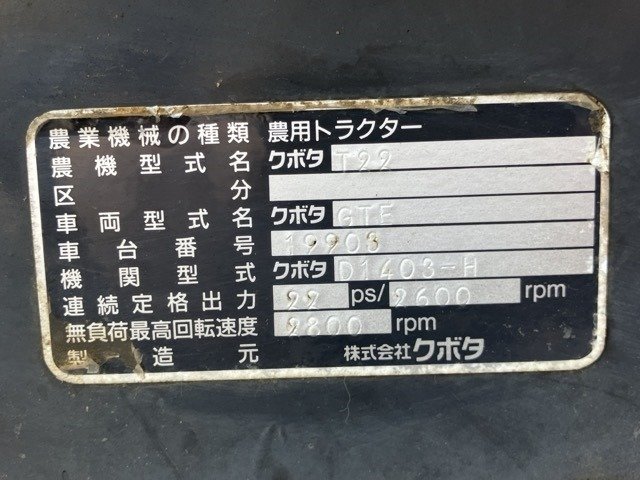 農業機械の種類 農用トラクター
農機型式名 クボタ T22
区分
車両型式名 クボタ GTE
車台番号 19903
機関型式 クボタ D1403-H
連続定格出力 22 ps/2600 rpm
無負荷最高回転速度 2800 rpm
製造元 株式会社クボタ